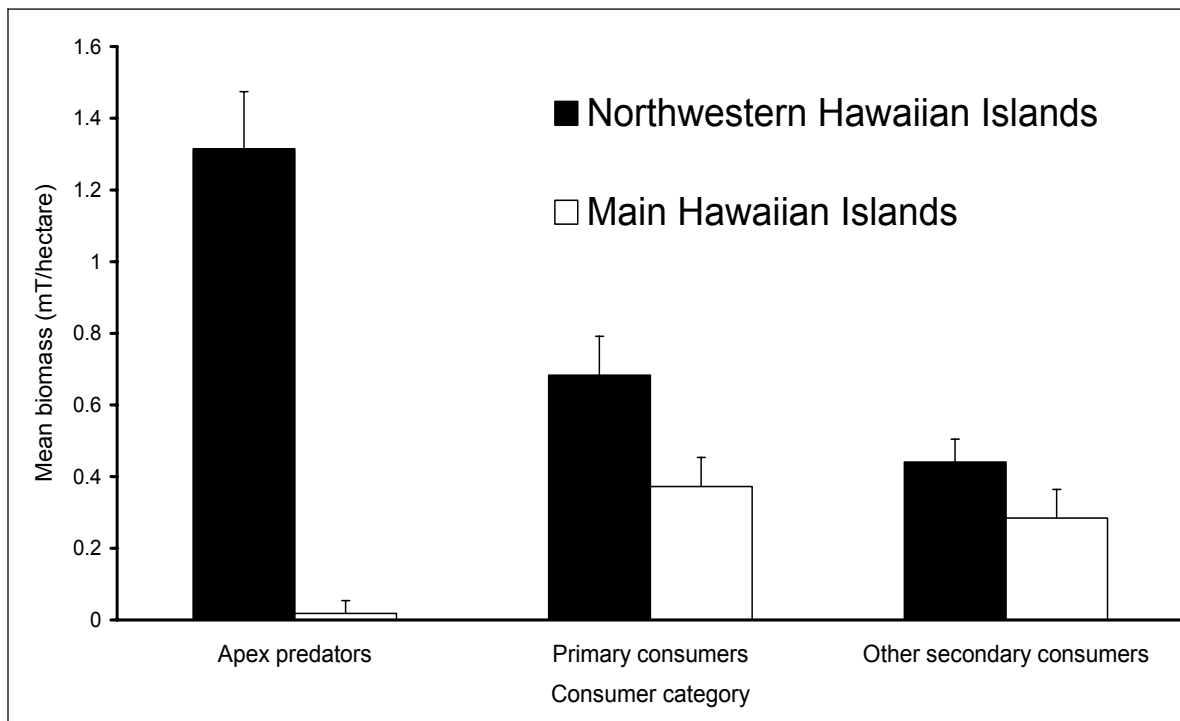 1.6
1.4
1.2
1
0.8
0.6
0.4
0.2
0
Mean biomass (mT/hectare)
Northwestern Hawaiian Islands
Main Hawaiian Islands
Apex predators Primary consumers Other secondary consumers
Consumer category